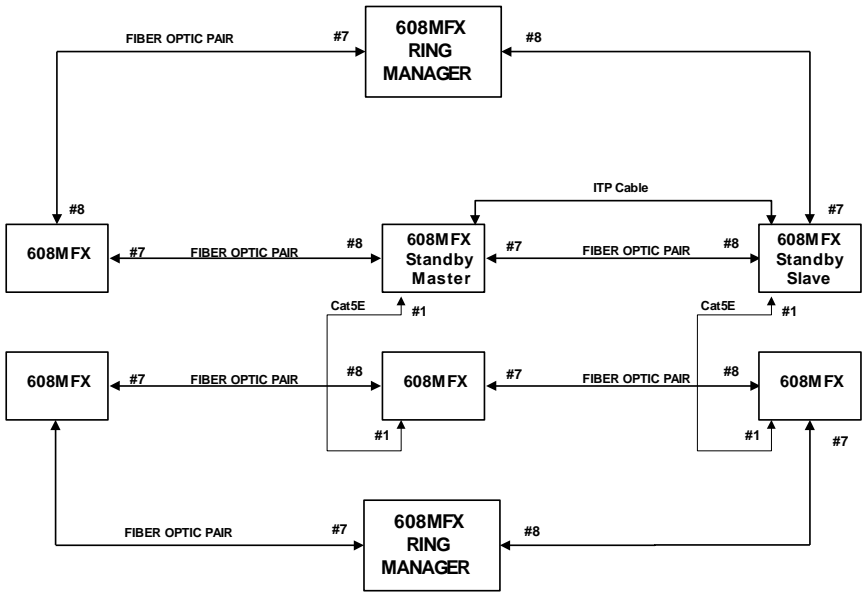 FIBER OPTIC PAIR
#7
608MFX
RING
MANAGER
#8
ITP Cable
#8
#7
608MFX
#7
FIBER OPTIC PAIR
#8
608MFX
Standby
Master
#7
FIBER OPTIC PAIR
#8
608MFX
Standby
Slave
Cat5E
#1
Cat5E
#1
608MFX
#7
FIBER OPTIC PAIR
#8
608MFX
#7
FIBER OPTIC PAIR
#8
608MFX
#1
#1
#7
FIBER OPTIC PAIR
#7
608MFX
RING
MANAGER
#8